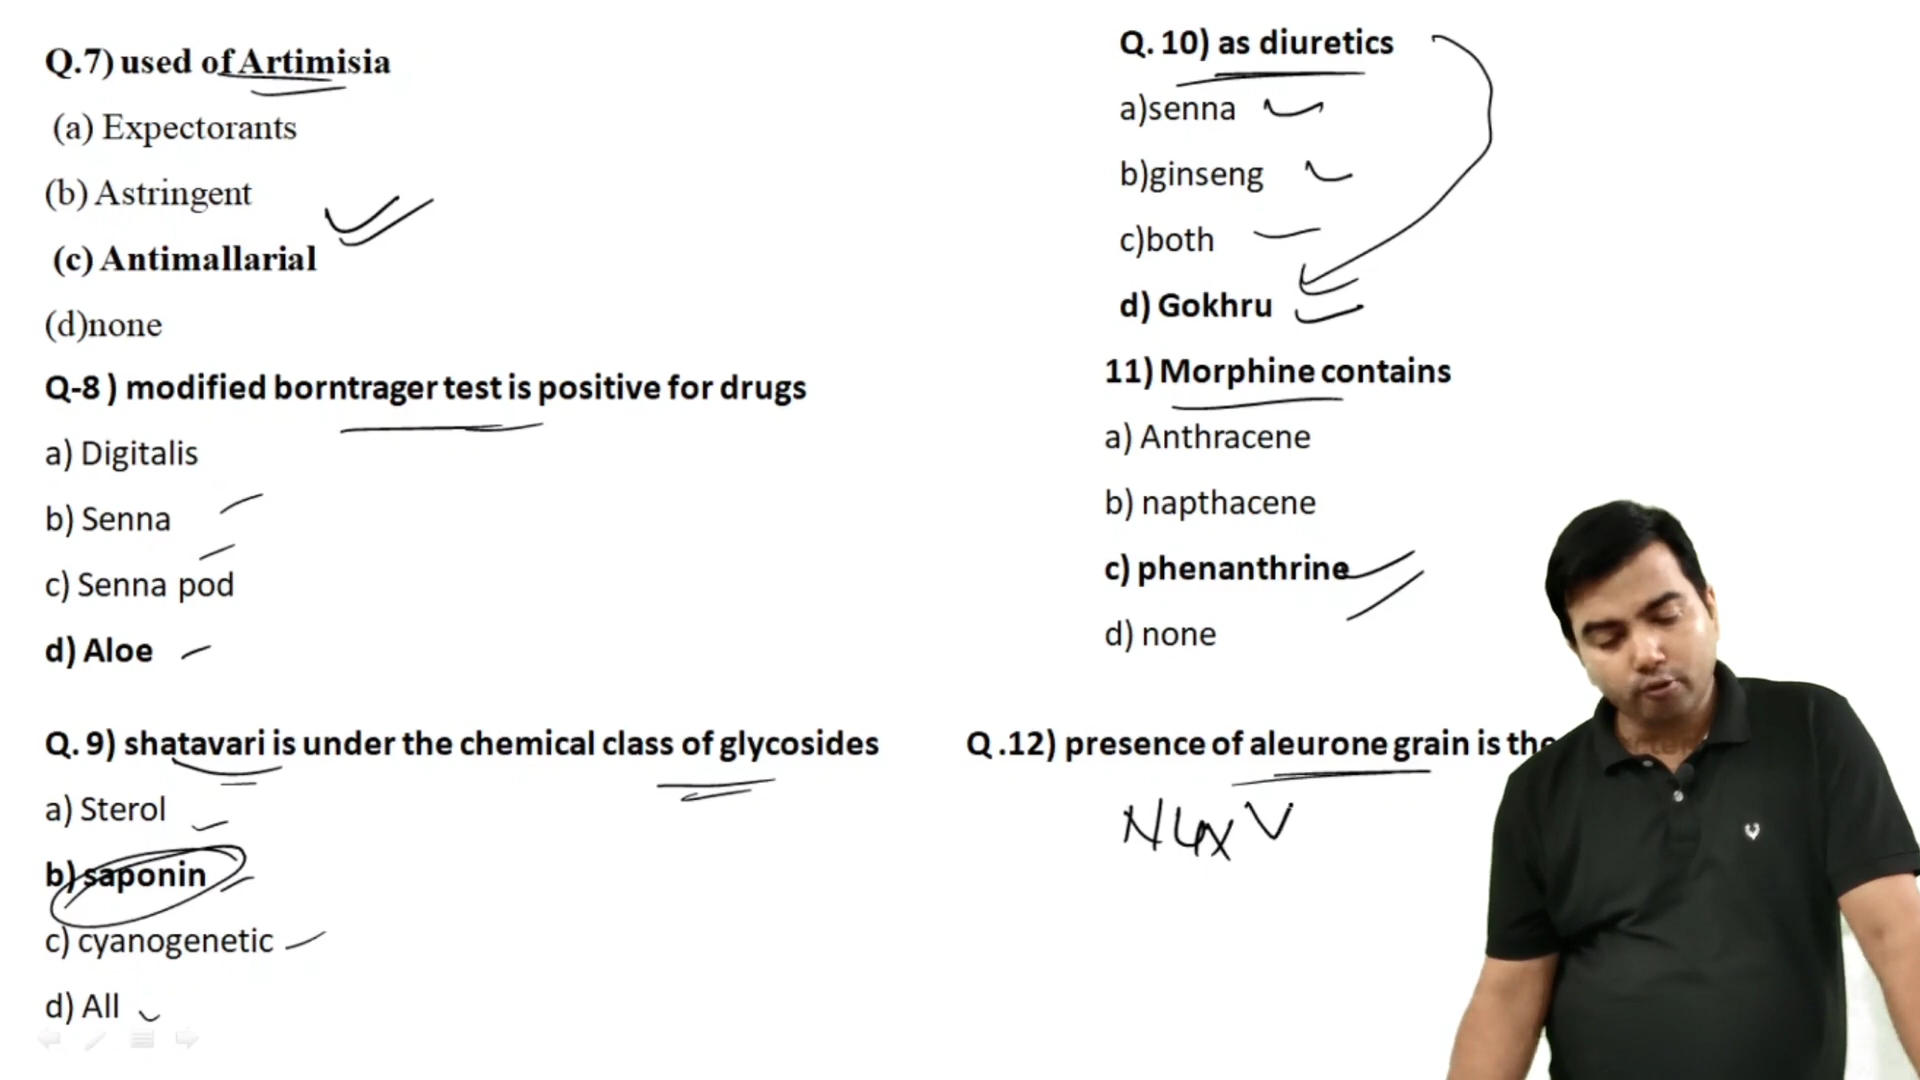 Q.7) used of Artimisia
(a) Expectorants
(b) Astringent
(c) Antimallarial
(d)none
Q-8 ) modified borntrager test is positive for drugs
a) Digitalis
b) Senna
c) Senna pod
d) Aloe
Q. 9) shatavari is under the chemical class of glycosides
a) Sterol
b) saponin
c) cyanogenetic
d) All
Q. 10) as diuretics
a)senna
b)ginseng
c)both
d) Gokhru
11) Morphine contains
a) Anthracene
b) napthacene
c) phenanthrine
d) none
Q .12) presence of aleurone grain is the